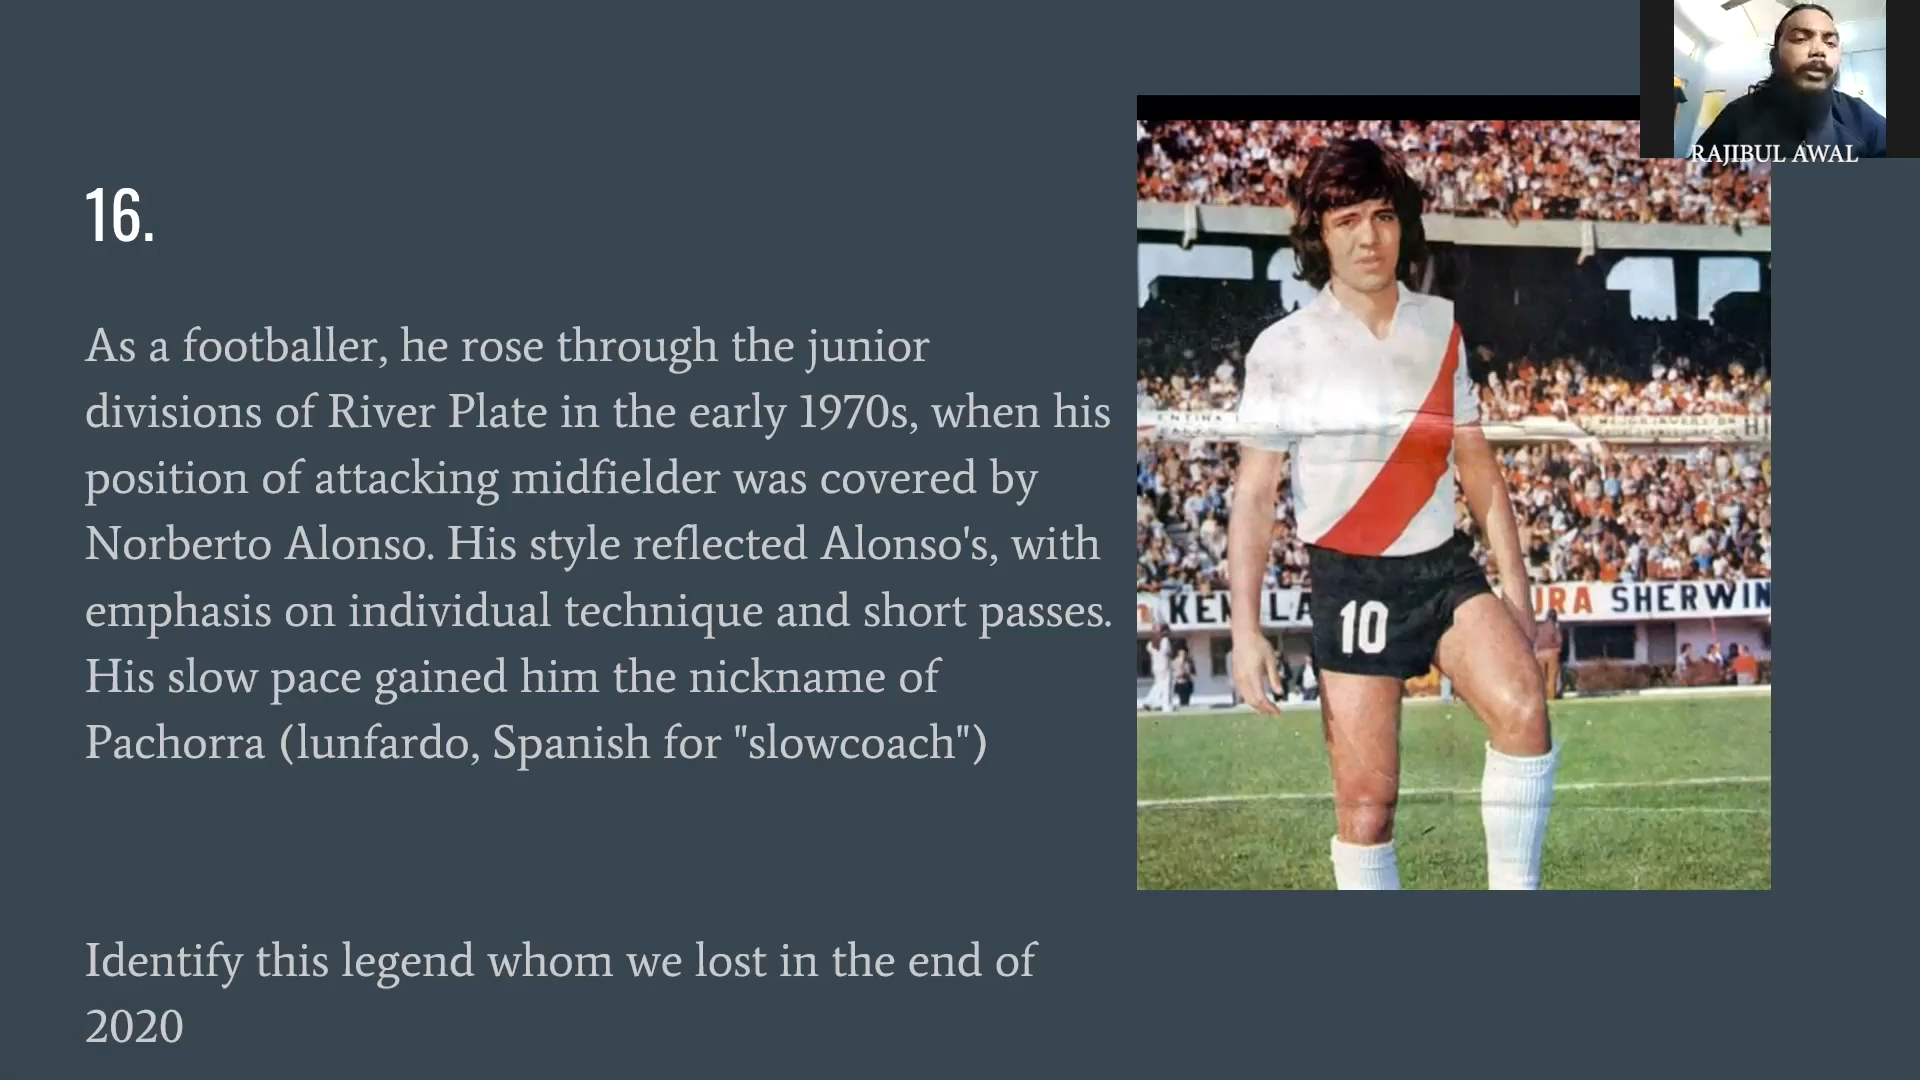 RAJIBUL AWAL
16.
As a footballer, he rose through the junior
divisions of River Plate in the early 1970s, when his
position of attacking midfielder was covered by
Norberto Alonso. His style reflected Alonso's, with
emphasis on individual technique and short passes.
His slow pace gained him the nickname of
Pachorra (lunfardo, Spanish for "slowcoach")
Identify this legend whom we lost in the end of
2020
SHERWIN
10